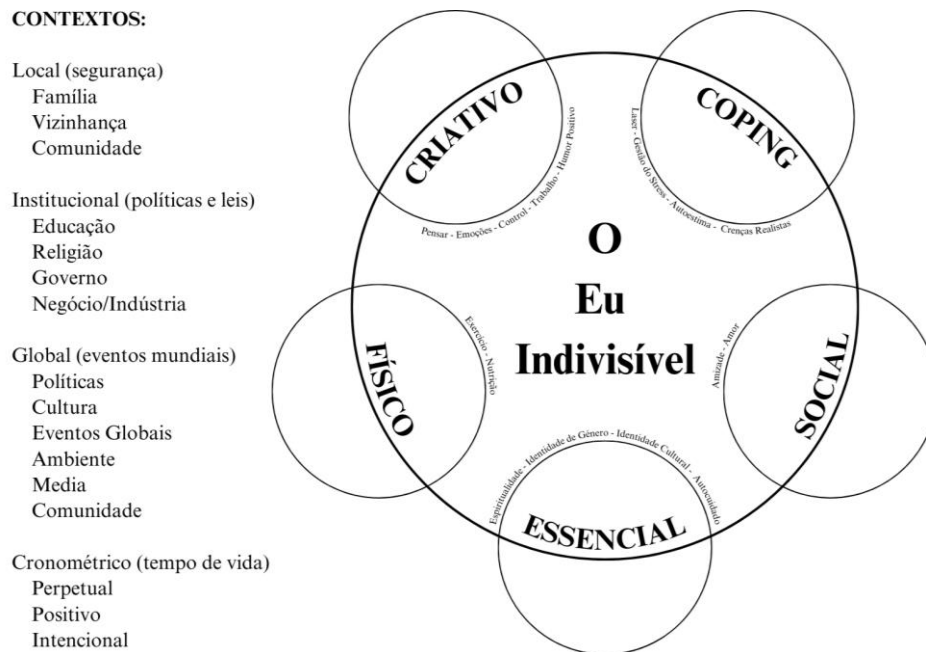 CONTEXTOS:
Local (segurança)
Família
Vizinhança
Comunidade
Institucional (políticas e leis)
Educação
Religião
Governo
Negócio/Indústria
Global (eventos mundiais)
Políticas
Cultura
Eventos Globais
Ambiente
Media
Comunidade
Cronométrico (tempo de vida)
Perpetual
Positivo
Intencional
CRIATIVO
Pensar - Emoções - Control - Trabalho - Humor Positivo
COPING
Laser - Gestão do Stress - Autoestima - Crenças Realistas
O
Eu
Indivisível
FÍSICO
Exercício - Nutrição
SOCIAL
Amizade - Amor
ESSENCIAL
Espiritualidade - Identidade de Género - Identidade Cultural - Autocuidado